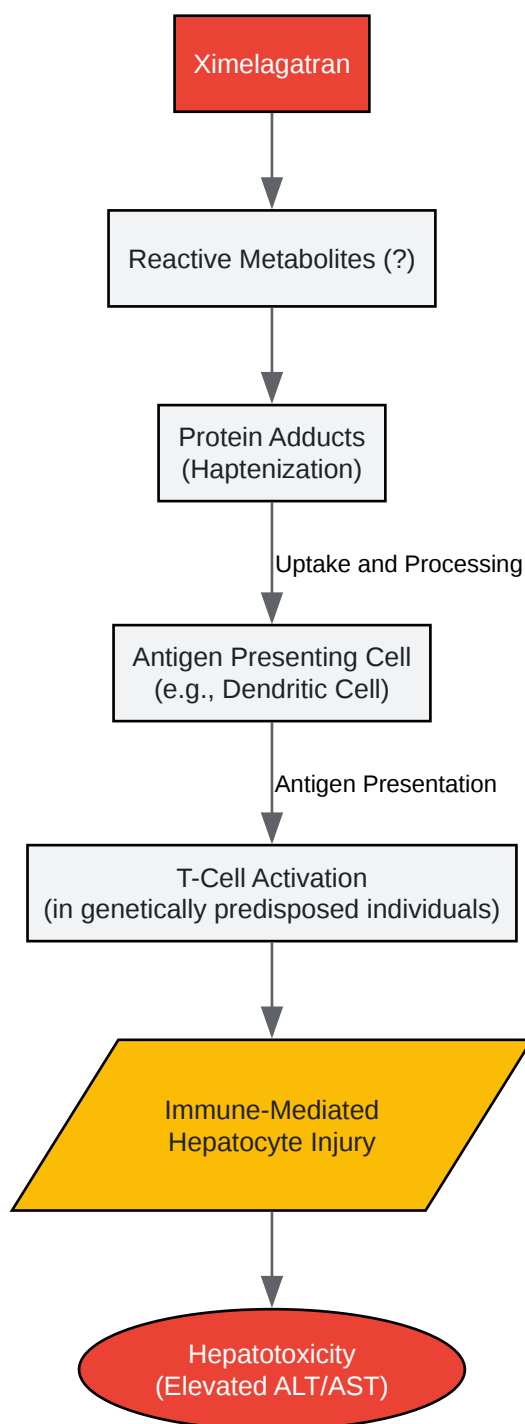 Ximelagatran
Reactive Metabolites (?)
Protein Adducts
(Haptenization)
Uptake and Processing
Antigen Presenting Cell
(e.g., Dendritic Cell)
Antigen Presentation
T-Cell Activation
(in genetically predisposed individuals)
Immune-Mediated
Hepatocyte Injury
Hepatotoxicity
(Elevated ALT/AST)